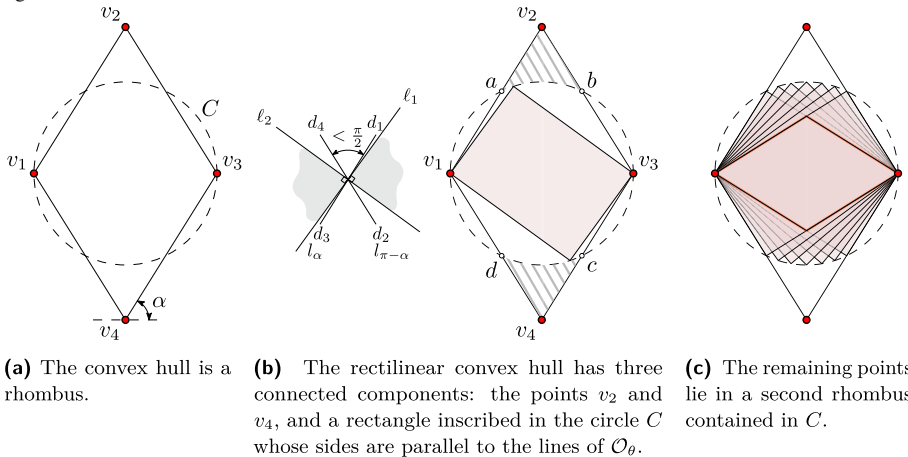 v2
C
v1
v3
α
v4
ℓ1
ℓ2
d4
< π/2
d1
d3
d2
lα
lπ−α
v2
a
b
v1
v3
d
c
v4
(a) The convex hull is a
rhombus.
(b) The rectilinear convex hull has three
connected components: the points v2 and
v4, and a rectangle inscribed in the circle C
whose sides are parallel to the lines of Oθ.
(c) The remaining points
lie in a second rhombus
contained in C.